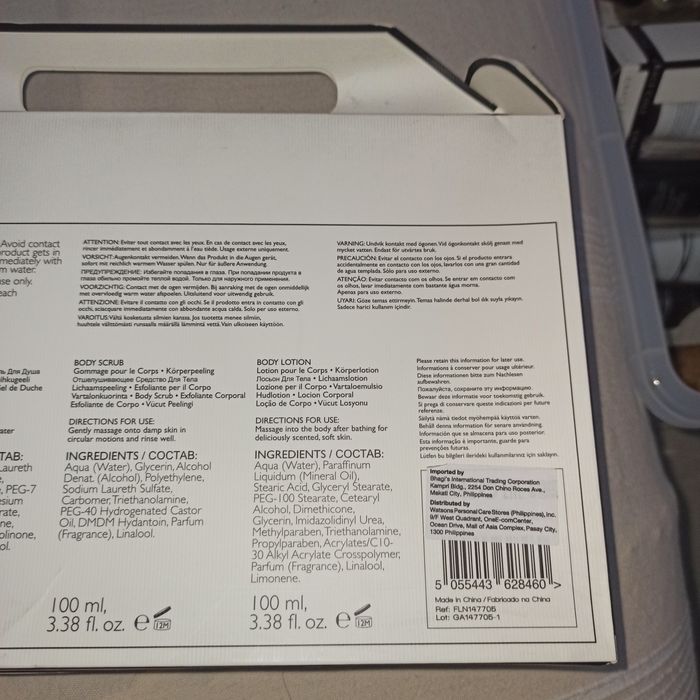 Avoid contact
product gets in
mediately with
m water.
se only.
each
ATTENTION: Eviter tout contact avec les yeux. En cas de contact avec les yeux,
rincer immédiatement et abondamment à l'eau tiède. Usage externe uniquement.
VORSICHT: Augenkontakt vermeiden. Wenn das Produkt in die Augen gerät,
sofort mit reichlich warmem Wasser spülen. Nur für äußere Anwendung.
ПРЕДУПРЕЖДЕНИЕ: Избегайте попадания в глаза. При попадании продукта в
глаза обильно промойте теплой водой. Только для наружного применения.
VOORZICHTIG: Contact met de ogen vermijden. Bij aanraking met de ogen onmiddellijk
met overvloedig warm water afspoelen. Uitsluitend voor uitwendig gebruik.
ATTENZIONE: Evitare il contatto con gli occhi. Se il prodotto entra in contatto con gli
occhi, sciacquare immediatamente con abbondante acqua calda. Solo per uso esterno.
VAROITUS: Vältä kosketusta silmien kanssa. Jos tuotetta menee silmiin,
huuhtele välittömästi runsaalla määrällä lämmintä vettä. Vain ulkoiseen käyttöön.
VARNING: Undvik kontakt med ögonen. Vid ögonkontakt skölj genast med
mycket vatten. Endast för utvärtes bruk.
PRECAUCIÓN: Evitar el contacto con los ojos. Si el producto entrara
accidentalmente en contacto con los ojos, lavarlos con una gran cantidad
de agua templada. Sólo para uso externo.
ATENÇÃO: Evitar contacto com os olhos. Se entrar em contacto com
os olhos, lavar imediatamente com bastante água morna.
Apenas para uso externo.
UYARI: Göze temas ettirmeyin. Temas halinde derhal bol ılık suyla yıkayın.
Sadece harici kullanım içindir.
ль Для Душа
ihkugeeli
el de Duche
ater
TAB:
Laureth
, PEG-7
sium
rate,
ne,
olinone,
ol.
BODY SCRUB
Gommage pour le Corps • Körperpeeling
Отшелушивающее Средство Для Тела
Lichaamspeeling • Esfoliante per il Corpo
Vartalonkuorinta • Body Scrub • Exfoliante Corporal
Esfoliante do Corpo • Vücut Peelingi
DIRECTIONS FOR USE:
Gently massage onto damp skin in
circular motions and rinse well.
INGREDIENTS / СОСТАВ:
Aqua (Water), Glycerin, Alcohol
Denat. (Alcohol), Polyethylene,
Sodium Laureth Sulfate,
Carbomer, Triethanolamine,
PEG-40 Hydrogenated Castor
Oil, DMDM Hydantoin, Parfum
(Fragrance), Linalool.
100 ml,
3.38 fl. oz. e 12M
BODY LOTION
Lotion pour le Corps • Körperlotion
Лосьон Для Тела • Lichaamslotion
Lozione per il Corpo • Vartaloemulsio
Hudlotion • Locion Corporal
Loção do Corpo • Vücut Losyonu
DIRECTIONS FOR USE:
Massage into the body after bathing for
deliciously scented, soft skin.
INGREDIENTS / СОСТАВ:
Aqua (Water), Paraffinum
Liquidum (Mineral Oil),
Stearic Acid, Glyceryl Stearate,
PEG-100 Stearate, Cetearyl
Alcohol, Dimethicone,
Glycerin, Imidazolidinyl Urea,
Methylparaben, Triethanolamine,
Propylparaben, Acrylates/C10-
30 Alkyl Acrylate Crosspolymer,
Parfum (Fragrance), Linalool,
Limonene.
100 ml,
3.38 fl. oz. e 12M
Please retain this information for later use.
Informations à conserver pour usage ultérieur.
Diese Informationen bitte zum Nachlesen
aufbewahren.
Пожалуйста, сохраните эту информацию.
Bewaar deze informatie voor toekomstig gebruik.
Si prega di conservare queste indicazioni per future
referenze.
Säilytä nämä tiedot myöhempää käyttöä varten.
Behåll denna information för senare användning.
Información que se almacena para uso posterior.
Esta informação é importante, guarde para
prevenções futuras.
Lütfen bu bilgileri ilerideki kullanımlarınız için saklayın.
Imported by
Bhagi's International Trading Corporation
Kampri Bldg., 2254 Don Chino Roces Ave.,
Makati City, Philippines
Distributed by
Watsons Personal Care Stores (Philippines), Inc.
9/F West Quadrant, OneE-comCenter,
Ocean Drive, Mall of Asia Complex, Pasay City,
1300 Philippines
5 055443 628460 >
Made in China / Fabricado na China
Ref: FLN147705
Lot: GA147705-1